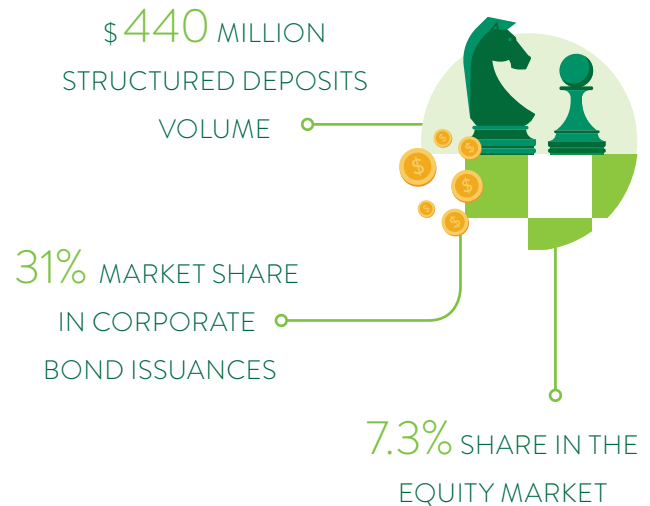 $ 440 MILLION
STRUCTURED DEPOSITS
VOLUME
31% MARKET SHARE
IN CORPORATE
BOND ISSUANCES
7.3% SHARE IN THE
EQUITY MARKET